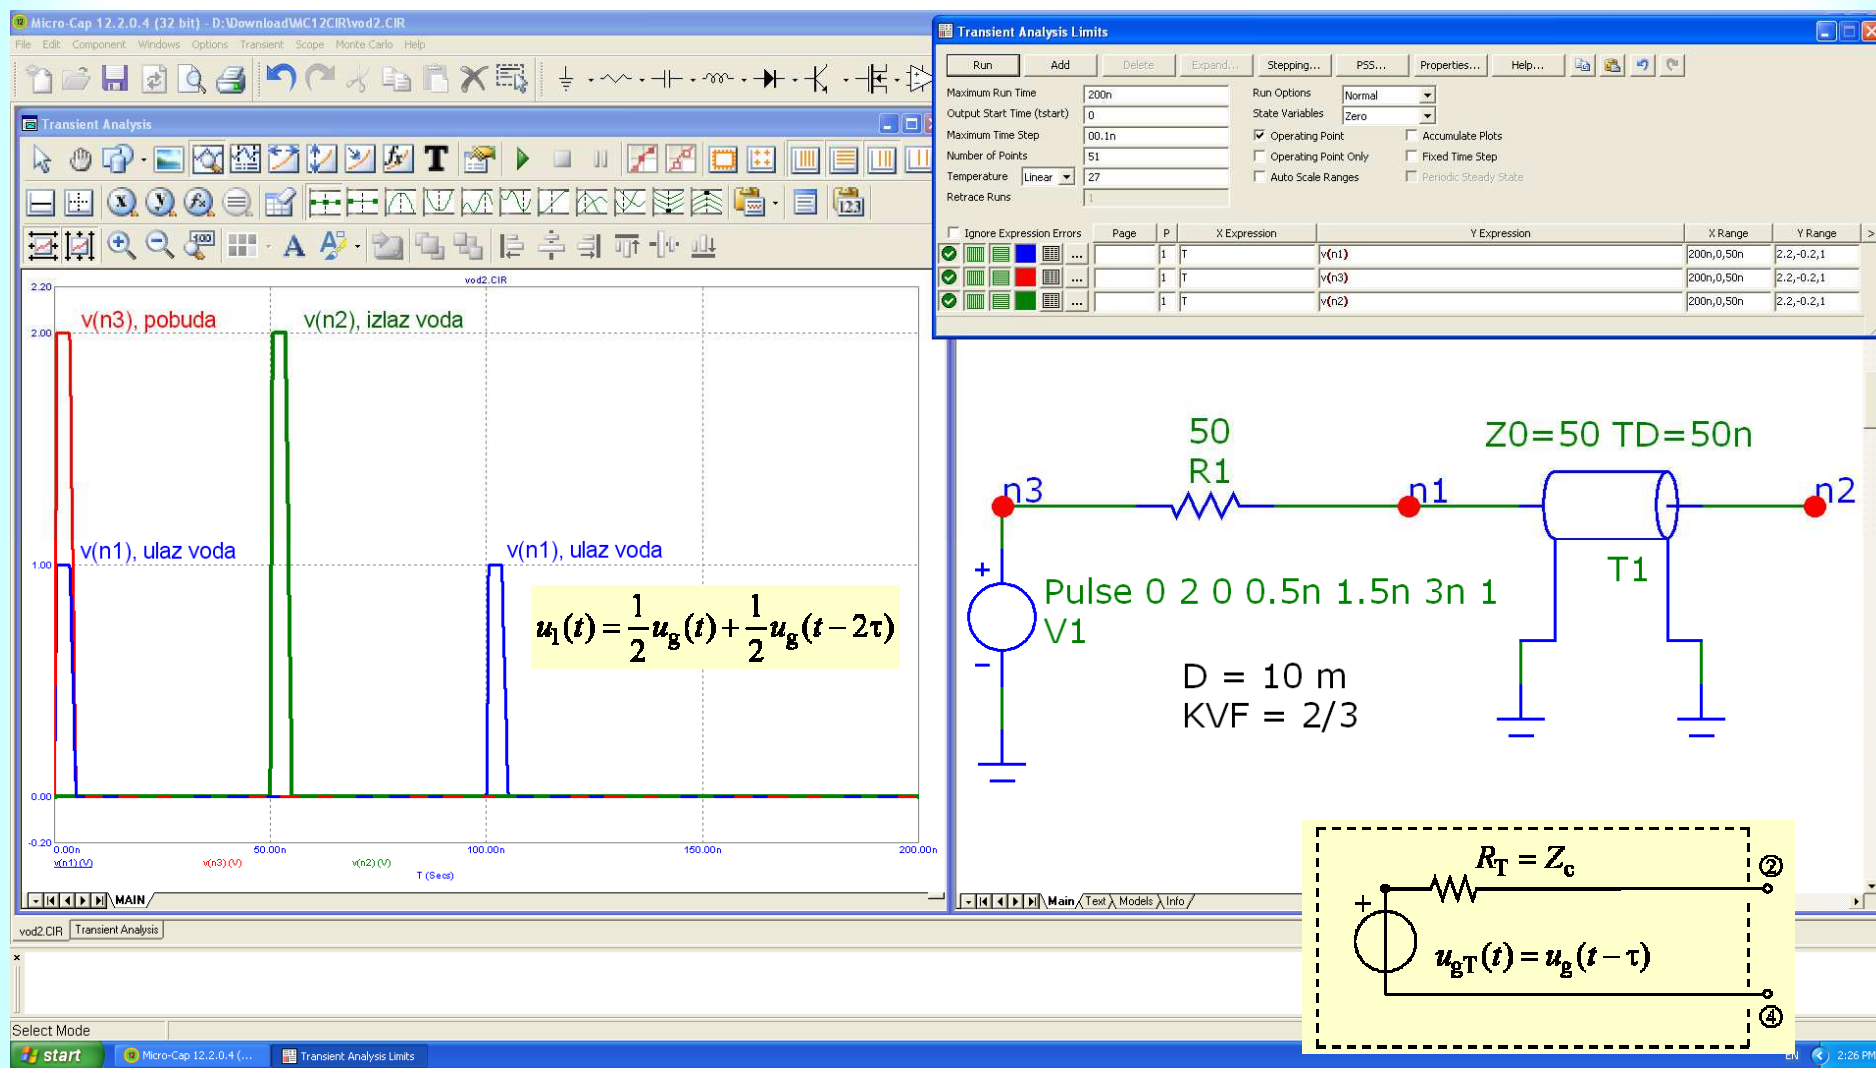 Micro-Cap 12.2.0.4 (32 bit) - D:\Download\MC12CIR\vod2.CIR
File Edit Component Windows Options Transient Scope Monte Carlo Help
Transient Analysis
vod2.CIR
2.20
2.00
1.00
0.00
-0.20
v(n3), pobuda
v(n2), izlaz voda
v(n1), ulaz voda
v(n1), ulaz voda
u₁(t) = 1/2 u_g(t) + 1/2 u_g(t − 2τ)
0.00n 50.00n 100.00n 150.00n 200.00n
v(n1) (V) v(n3) (V) v(n2) (V)
T (Secs)
MAIN
vod2.CIR Transient Analysis
Transient Analysis Limits
Run Add Delete Expand... Stepping... PSS... Properties... Help...
Maximum Run Time 200n Run Options Normal
Output Start Time (tstart) 0 State Variables Zero
Maximum Time Step 00.1n Operating Point Accumulate Plots
Number of Points 51 Operating Point Only Fixed Time Step
Temperature Linear 27 Auto Scale Ranges Periodic Steady State
Retrace Runs 1
Ignore Expression Errors Page P X Expression Y Expression X Range Y Range >
... 1 T v(n1) 200n,0,50n 2.2,-0.2,1
... 1 T v(n3) 200n,0,50n 2.2,-0.2,1
... 1 T v(n2) 200n,0,50n 2.2,-0.2,1
50
R1
Z0=50 TD=50n
n3
n1
n2
T1
+
Pulse 0 2 0 0.5n 1.5n 3n 1
V1
−
D = 10 m
KVF = 2/3
Main Text Models Info
R_T = Z_c
②
+
u_gT(t) = u_g(t − τ)
④
Select Mode
start Micro-Cap 12.2.0.4 (... Transient Analysis Limits EN 2:26 PM